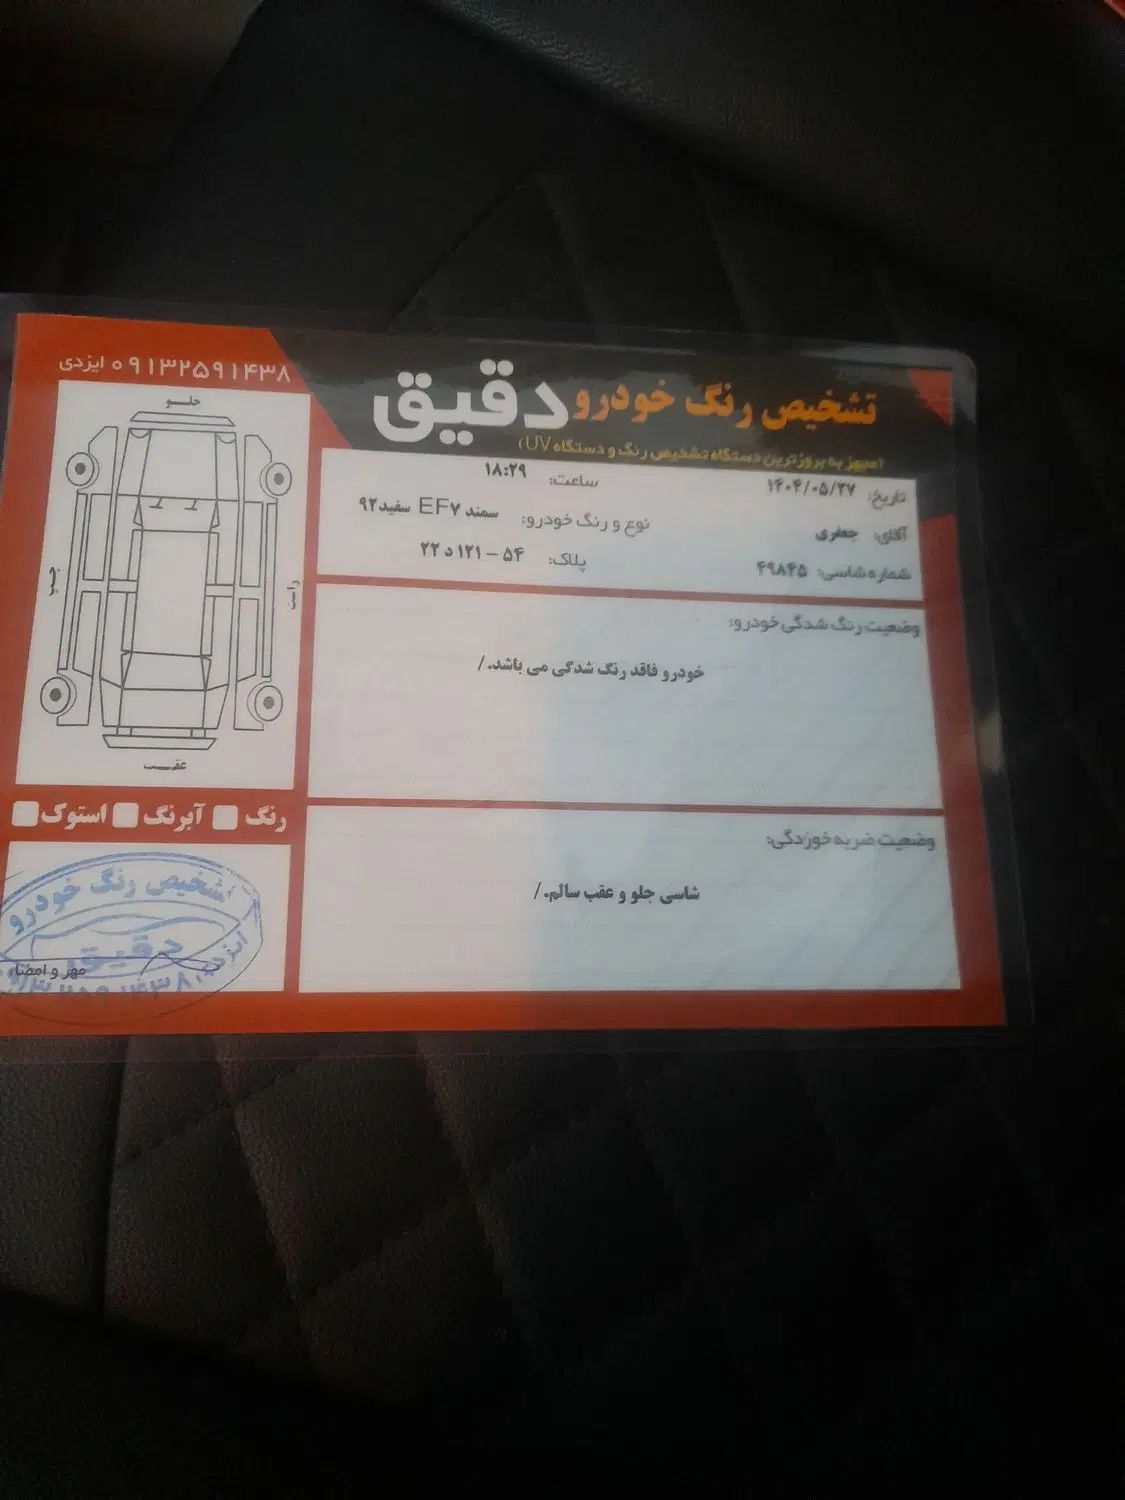 تشخیص رنگ خودرو دقیق
(مجهز به بروزترین دستگاه تشخیص رنگ و دستگاه UV)
۰۹۱۳۲۵۹۱۴۳۸ ایزدی
تاریخ: ۱۴۰۴/۰۵/۲۷ ساعت: ۱۸:۲۹
آقای: جعفری نوع و رنگ خودرو: سمند EF۷ سفید۹۲
شماره شاسی: ۴۹۸۴۵ پلاک: ۵۴ – ۱۲۱ د ۲۲
وضعیت رنگ شدگی خودرو:
خودرو فاقد رنگ شدگی می باشد./
وضعیت ضربه خوردگی:
شاسی جلو و عقب سالم./
جلو
چپ
راست
عقب
رنگ آبرنگ استوک
تشخیص رنگ خودرو
دقیق
ایزدی
مهر و امضاء